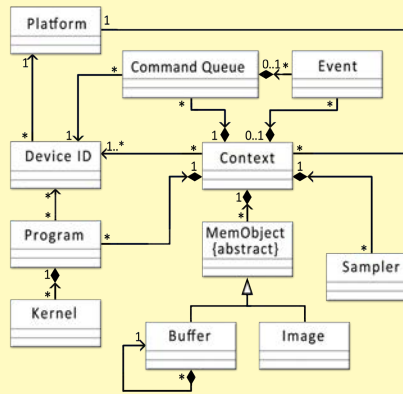 Platform
1
1
*
Command Queue
0..1
*
Event
*
*
*
1
0..1
*
1
Device ID
1..*
*
Context
*
*
1
1
1
*
Program
*
*
MemObject
{abstract}
*
Sampler
1
*
Kernel
1
Buffer
*
Image